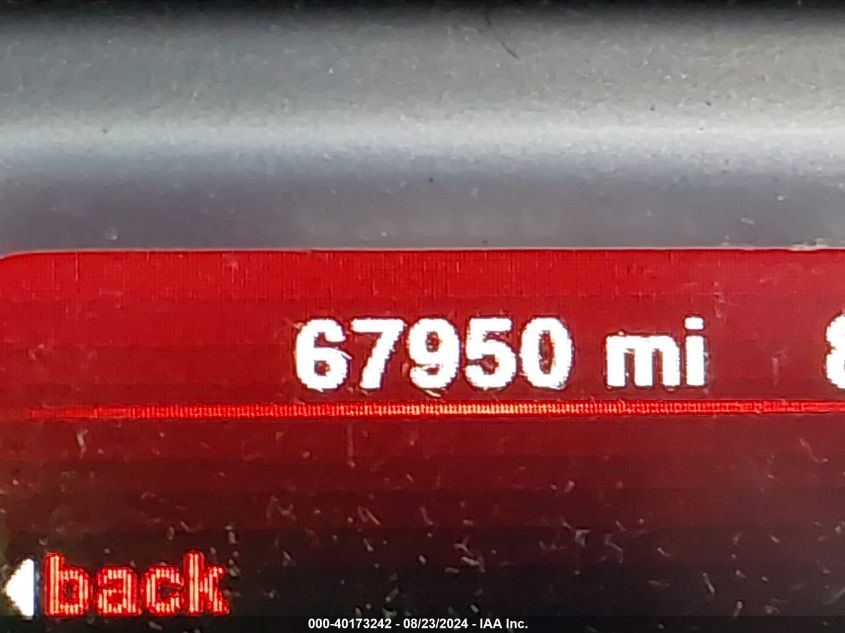 67950 mi
back
000-40173242 - 08/23/2024 - IAA Inc.